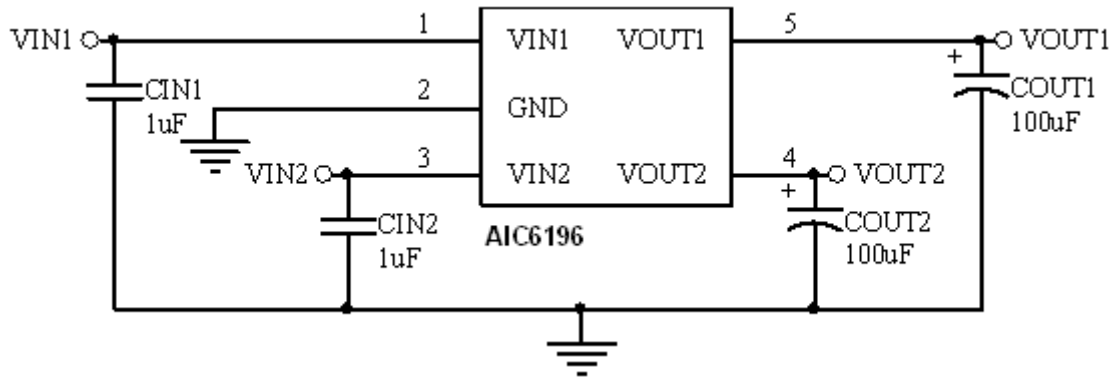 VIN1
1
VIN1
VOUT1
5
VOUT1
+
CIN1
1uF
2
GND
COUT1
100uF
VIN2
3
VIN2
VOUT2
4
VOUT2
+
CIN2
1uF
AIC6196
COUT2
100uF